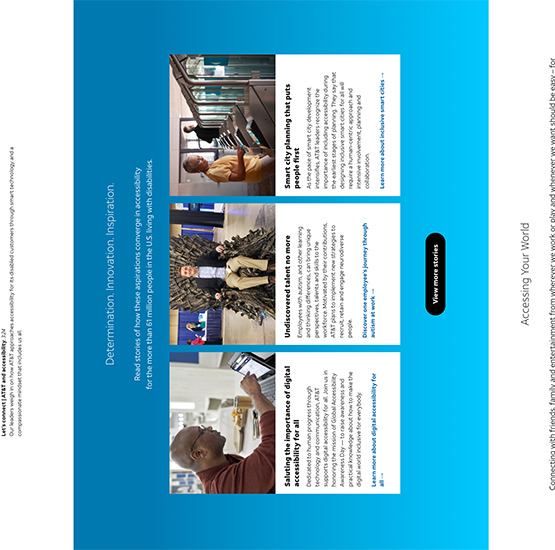 Let's connect | AT&T and accessibility: 3:24
Our leaders weigh in on how AT&T approaches accessibility for its disabled customers through smart technology and a
compassionate mindset that includes us all.
Determination. Innovation. Inspiration.
Read stories of how these aspirations converge in accessibility
for the more than 61 million people in the U.S. living with disabilities.
Saluting the importance of digital
accessibility for all
Dedicated to human progress through
technology and communication, AT&T
supports digital accessibility for all. Join us in
honoring the mission of Global Accessibility
Awareness Day — to raise awareness and
practical knowledge about how to make the
digital world inclusive for everybody.
Learn more about digital accessibility for
all →
Undiscovered talent no more
Employees with autism, and other learning
and thinking differences, can bring unique
perspectives, talents and skills to the
workforce. Motivated by their contributions,
AT&T plans to implement new strategies to
recruit, retain and engage neurodiverse
people.
Discover one employee's journey through
autism at work →
Smart city planning that puts
people first
As the pace of smart city development
intensifies, AT&T leaders recognize the
importance of including accessibility during
the earliest stages of planning. They say that
designing inclusive smart cities for all will
require a human-centric approach and
intensive involvement, planning and
collaboration.
Learn more about inclusive smart cities →
View more stories
Accessing Your World
Connecting with friends, family and entertainment from wherever we work or play and whenever we want should be easy – for